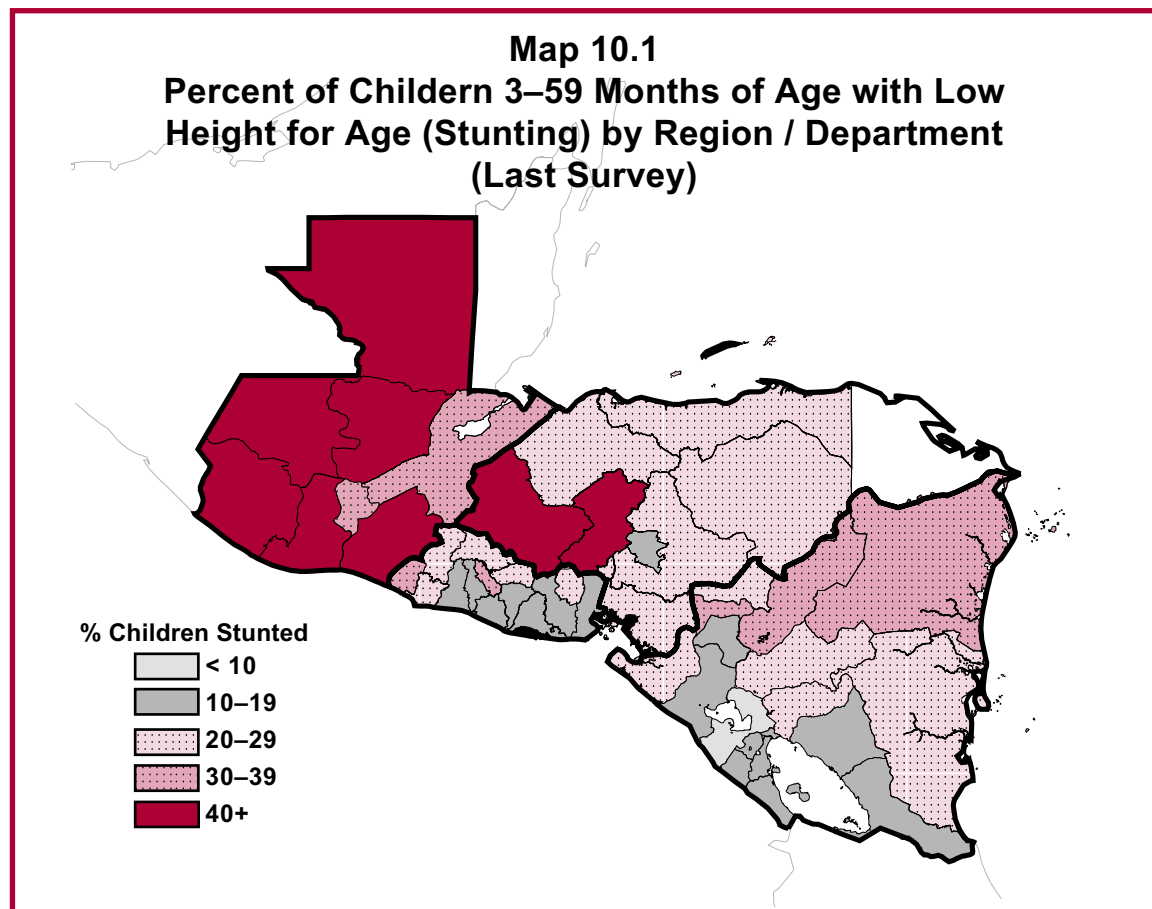 Map 10.1
Percent of Childern 3–59 Months of Age with Low
Height for Age (Stunting) by Region / Department
(Last Survey)
% Children Stunted
< 10
10–19
20–29
30–39
40+